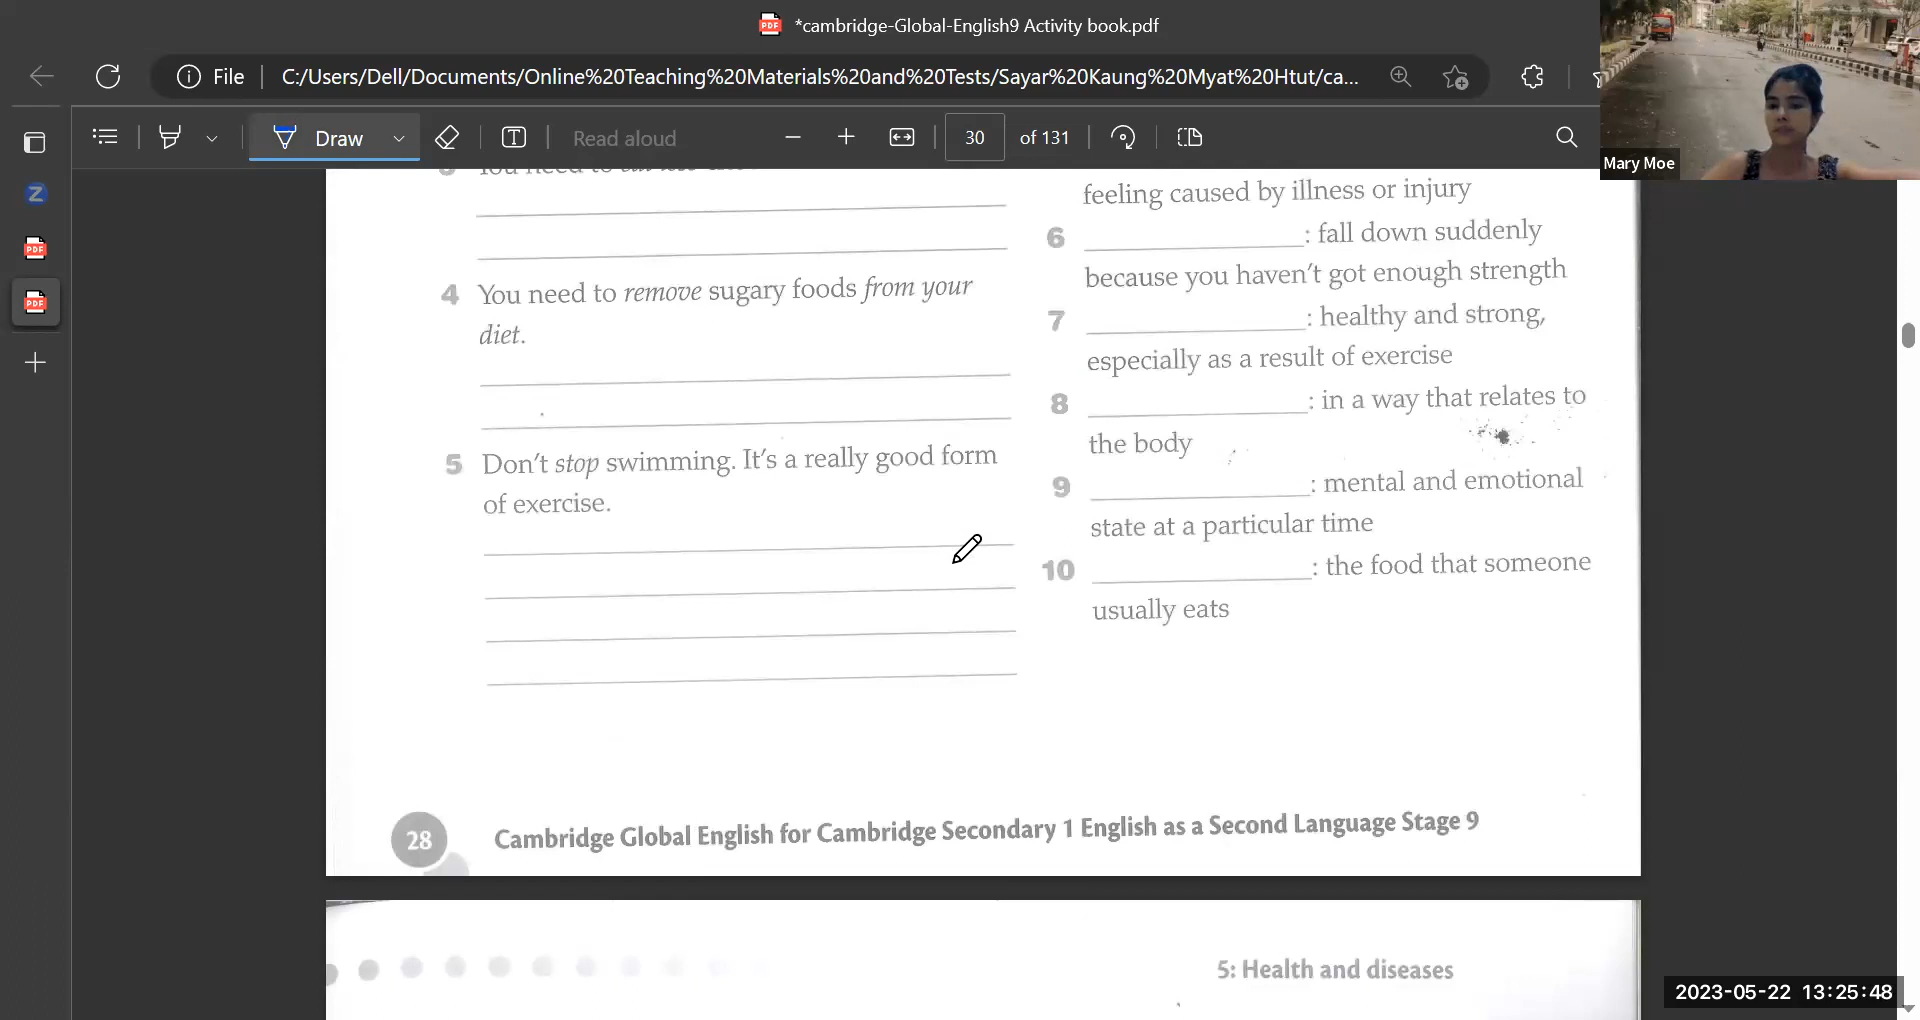 *cambridge-Global-English9 Activity book.pdf
File
C:/Users/Dell/Documents/Online%20Teaching%20Materials%20and%20Tests/Sayar%20Kaung%20Myat%20Htut/ca...
Draw
Read aloud
30
of 131
Mary Moe
You need to
4 You need to remove sugary foods from your
diet.
5 Don't stop swimming. It's a really good form
of exercise.
feeling caused by illness or injury
6 : fall down suddenly
because you haven't got enough strength
7 : healthy and strong,
especially as a result of exercise
8 : in a way that relates to
the body
9 : mental and emotional
state at a particular time
10 : the food that someone
usually eats
28
Cambridge Global English for Cambridge Secondary 1 English as a Second Language Stage 9
5: Health and diseases
2023-05-22 13:25:48